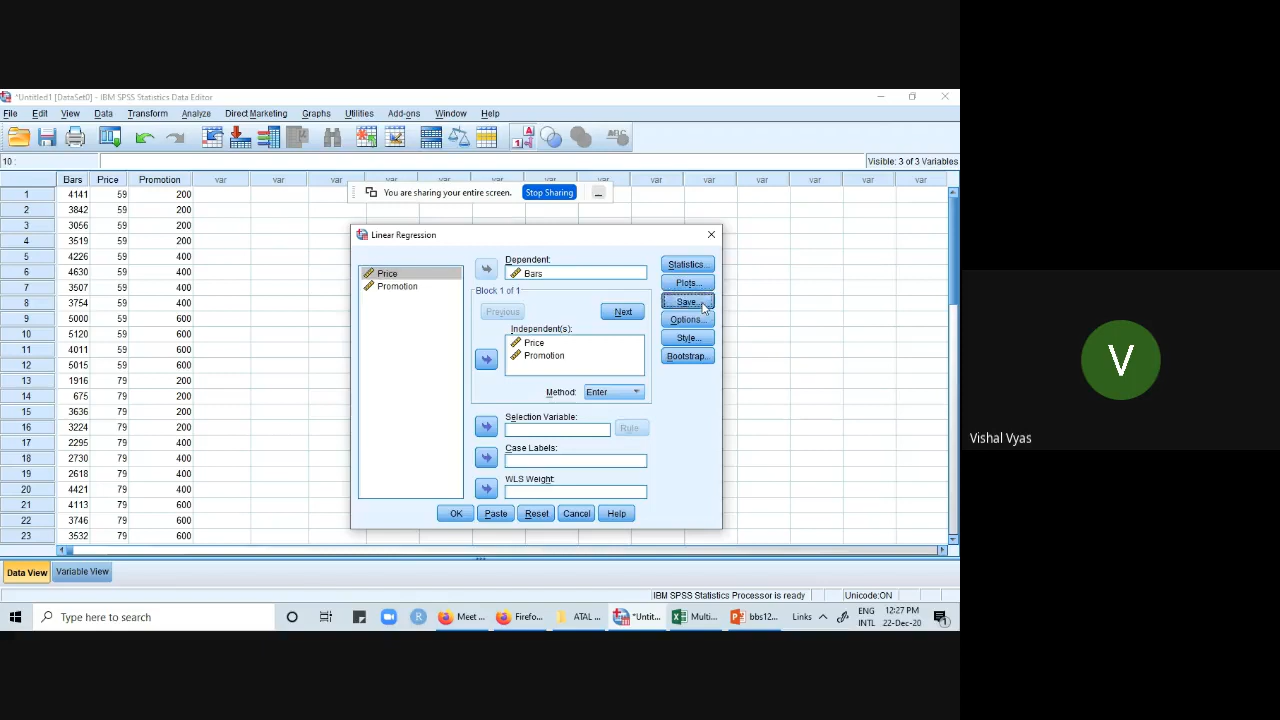 *Untitled1 [DataSet0] - IBM SPSS Statistics Data Editor
File Edit View Data Transform Analyze Direct Marketing Graphs Utilities Add-ons Window Help
10 :
Visible: 3 of 3 Variables
Bars Price Promotion var var var var var var var var var var var var var
You are sharing your entire screen. Stop Sharing
1 4141 59 200
2 3842 59 200
3 3056 59 200
4 3519 59 200
5 4226 59 400
6 4630 59 400
7 3507 59 400
8 3754 59 400
9 5000 59 600
10 5120 59 600
11 4011 59 600
12 5015 59 600
13 1916 79 200
14 675 79 200
15 3636 79 200
16 3224 79 200
17 2295 79 400
18 2730 79 400
19 2618 79 400
20 4421 79 400
21 4113 79 600
22 3746 79 600
23 3532 79 600
Linear Regression
Price
Promotion
Dependent:
Bars
Block 1 of 1
Previous
Next
Independent(s):
Price
Promotion
Method: Enter
Selection Variable:
Rule...
Case Labels:
WLS Weight:
Statistics...
Plots...
Save...
Options...
Style...
Bootstrap...
OK Paste Reset Cancel Help
Data View Variable View
IBM SPSS Statistics Processor is ready
Unicode:ON
Type here to search
R
Meet ...
Firefo...
ATAL ...
*Untit...
Multi...
bbs12...
Links
ENG
INTL
12:27 PM
22-Dec-20
1
V
Vishal Vyas